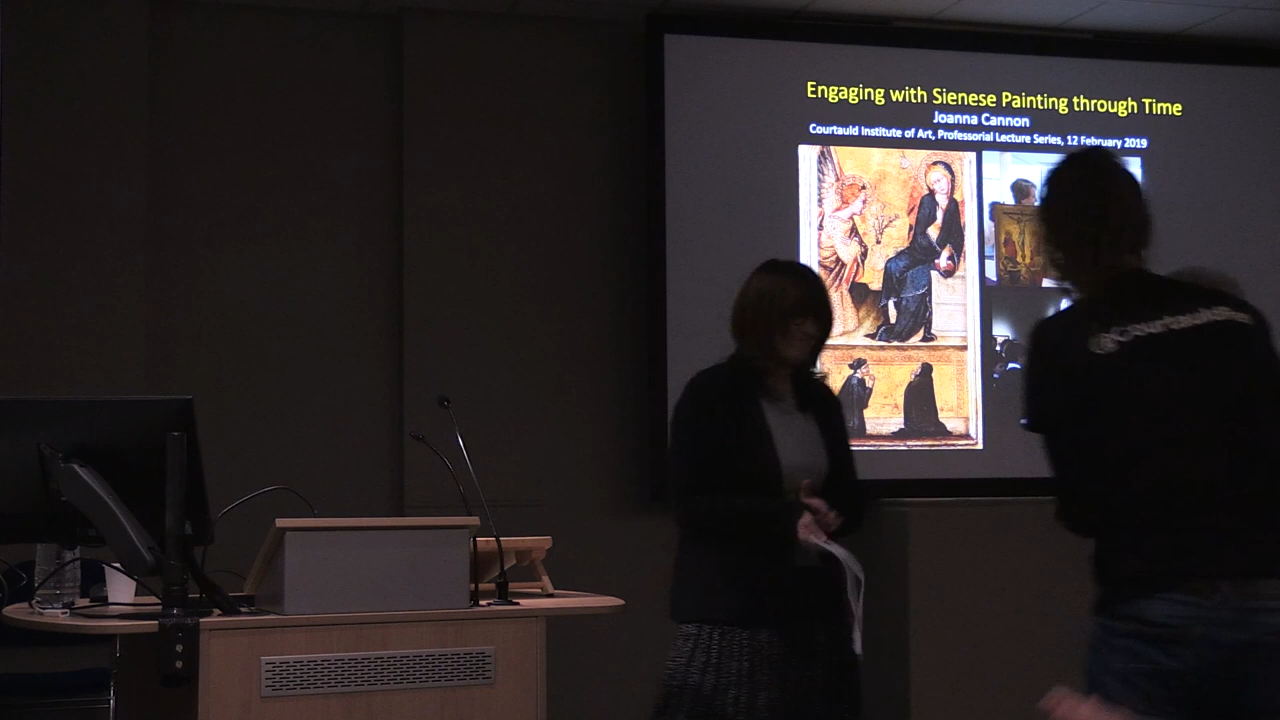 Engaging with Sienese Painting through Time
Joanna Cannon
Courtauld Institute of Art, Professorial Lecture Series, 12 February 2019